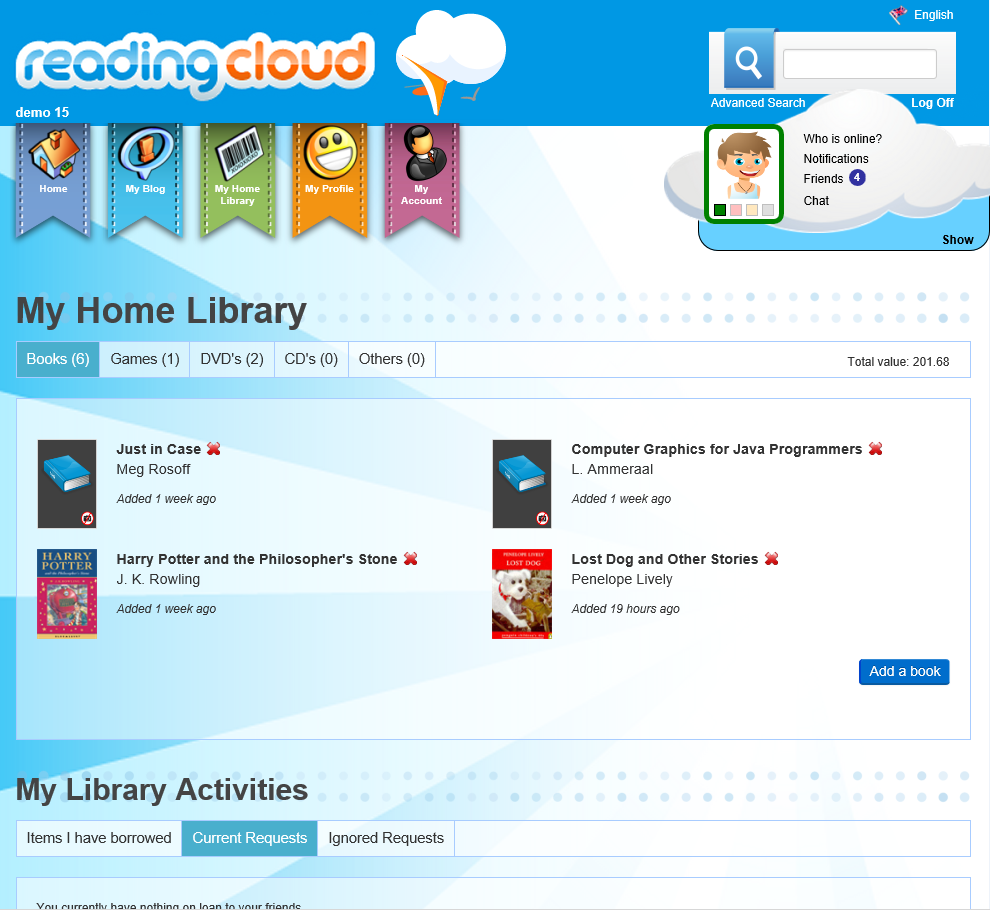 English
readingcloud
demo 15
Advanced Search
Log Off
Who is online?
Notifications
Friends 4
Chat
Show
Home
My Blog
My Home Library
My Profile
My Account
My Home Library
Books (6)
Games (1)
DVD's (2)
CD's (0)
Others (0)
Total value: 201.68
Just in Case
Meg Rosoff
Added 1 week ago
Computer Graphics for Java Programmers
L. Ammeraal
Added 1 week ago
HARRY POTTER
Harry Potter and the Philosopher's Stone
J. K. Rowling
Added 1 week ago
PENELOPE LIVELY
LOST DOG
Lost Dog and Other Stories
Penelope Lively
Added 19 hours ago
Add a book
My Library Activities
Items I have borrowed
Current Requests
Ignored Requests
You currently have nothing on loan to your friends